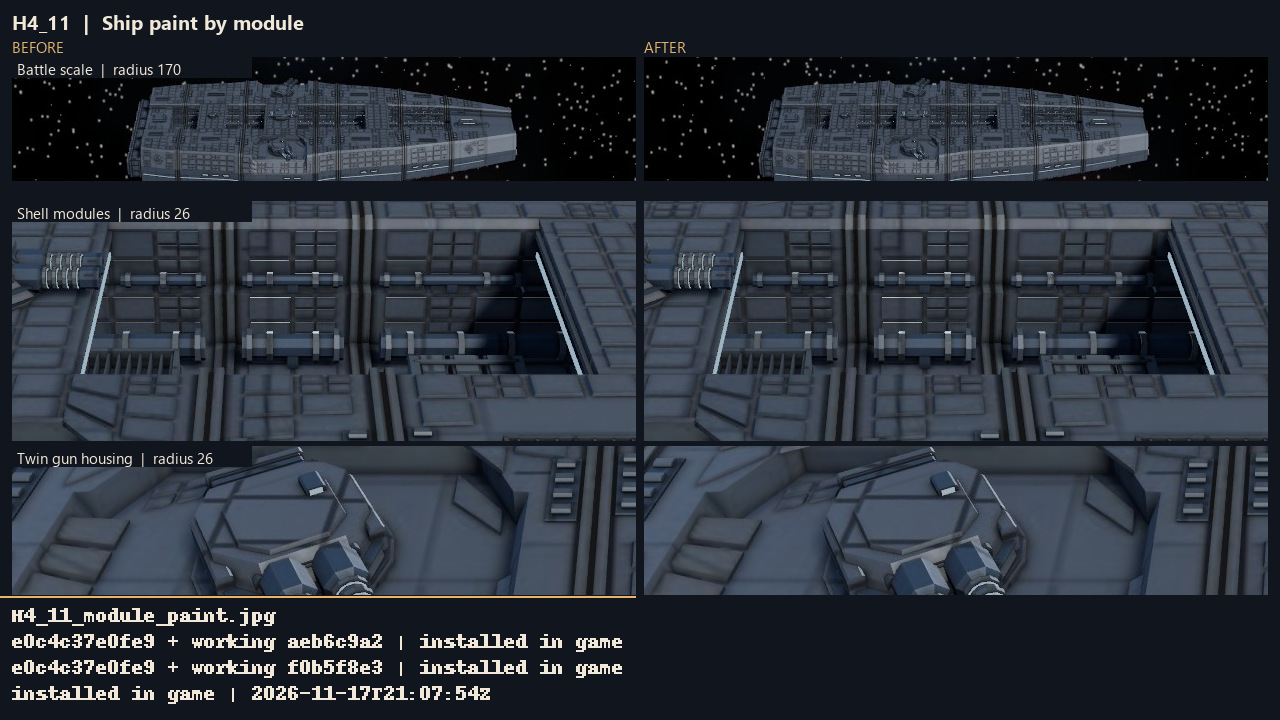 H4_11 | Ship paint by module
BEFORE
AFTER
Battle scale | radius 170
Shell modules | radius 26
Twin gun housing | radius 26
H4_11_module_paint.jpg
e0c4c37e0fe9 + working aeb6c9a2 | installed in game
e0c4c37e0fe9 + working f0b5f8e3 | installed in game
installed in game | 2026-11-17T21:07:54Z